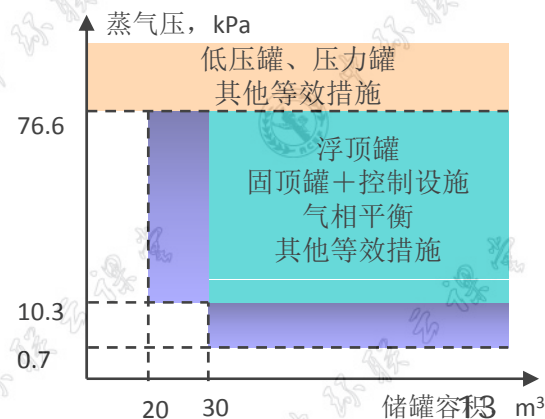 蒸气压，kPa
低压罐、压力罐
其他等效措施
76.6
浮顶罐
固顶罐＋控制设施
气相平衡
其他等效措施
10.3
0.7
20 30 储罐容积 13 m³